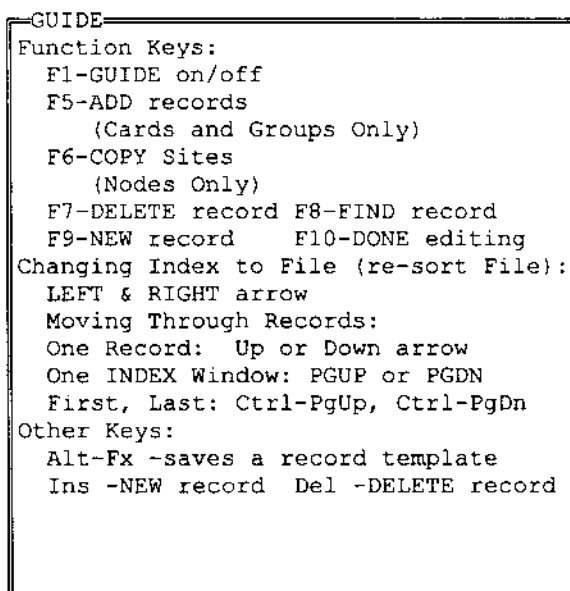 GUIDE
Function Keys:
F1-GUIDE on/off
F5-ADD records
(Cards and Groups Only)
F6-COPY Sites
(Nodes Only)
F7-DELETE record F8-FIND record
F9-NEW record F10-DONE editing
Changing Index to File (re-sort File):
LEFT & RIGHT arrow
Moving Through Records:
One Record: Up or Down arrow
One INDEX Window: PGUP or PGDN
First, Last: Ctrl-PgUp, Ctrl-PgDn
Other Keys:
Alt-Fx -saves a record template
Ins -NEW record Del -DELETE record